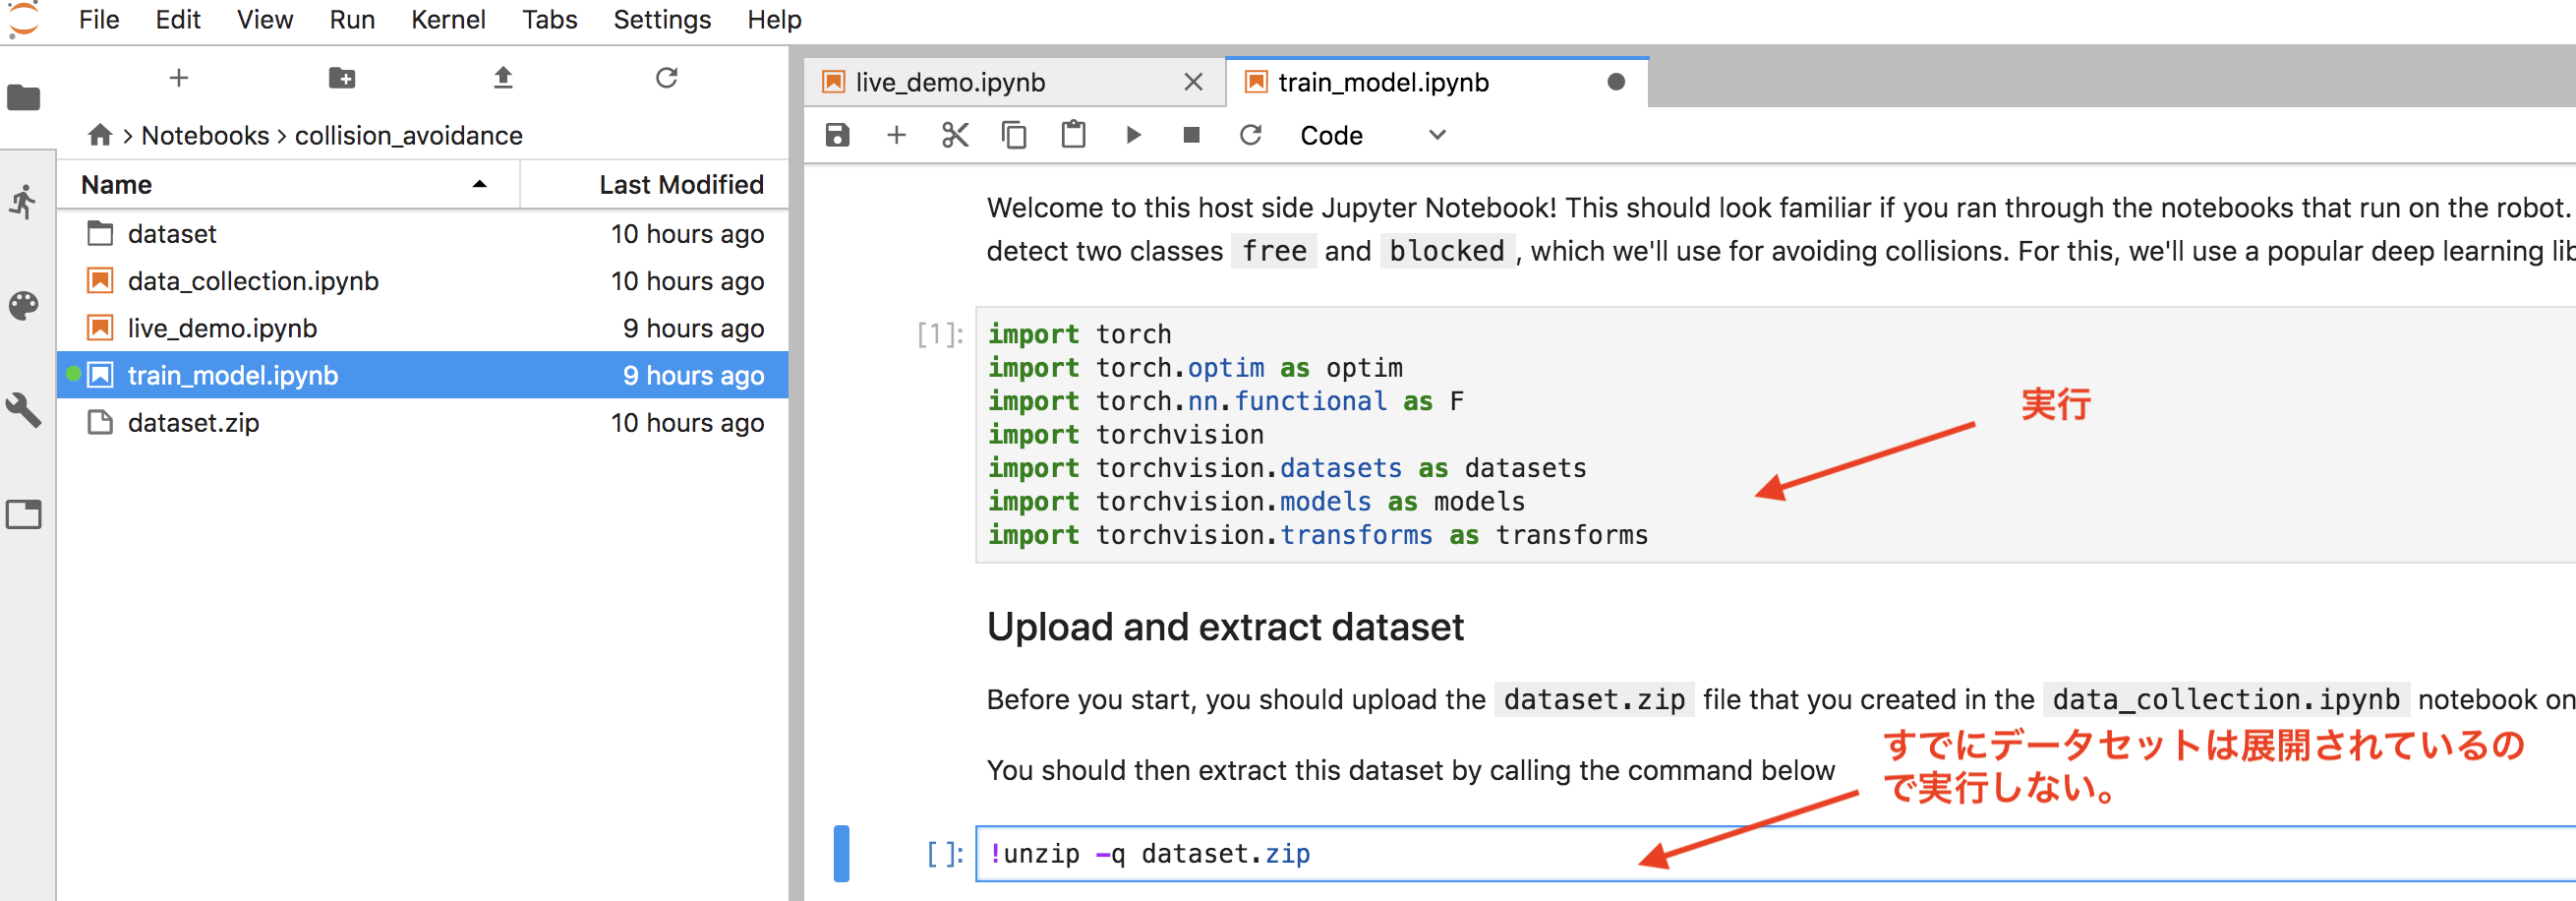 File Edit View Run Kernel Tabs Settings Help
> Notebooks > collision_avoidance
Name Last Modified
dataset 10 hours ago
data_collection.ipynb 10 hours ago
live_demo.ipynb 9 hours ago
train_model.ipynb 9 hours ago
dataset.zip 10 hours ago
live_demo.ipynb train_model.ipynb
Code
Welcome to this host side Jupyter Notebook! This should look familiar if you ran through the notebooks that run on the robot.
detect two classes free and blocked , which we'll use for avoiding collisions. For this, we'll use a popular deep learning lib
[1]:
import torch
import torch.optim as optim
import torch.nn.functional as F
import torchvision
import torchvision.datasets as datasets
import torchvision.models as models
import torchvision.transforms as transforms
実行
Upload and extract dataset
Before you start, you should upload the dataset.zip file that you created in the data_collection.ipynb notebook on
You should then extract this dataset by calling the command below
すでにデータセットは展開されているの
で実行しない。
[ ]: !unzip -q dataset.zip